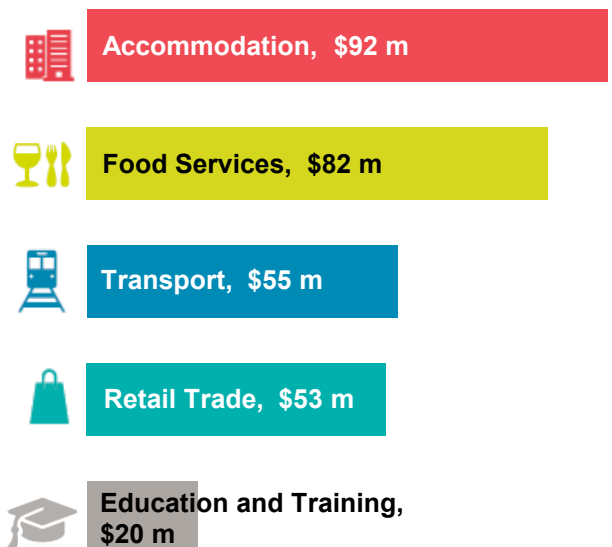 Accommodation, $92 m
Food Services, $82 m
Transport, $55 m
Retail Trade, $53 m
Education and Training,
$20 m